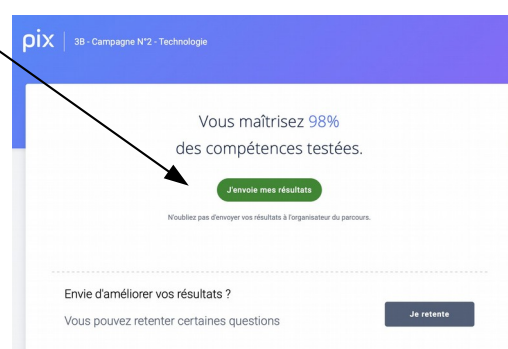 pix
3B - Campagne N°2 - Technologie
Vous maîtrisez 98%
des compétences testées.
J'envoie mes résultats
N'oubliez pas d'envoyer vos résultats à l'organisateur du parcours.
Envie d'améliorer vos résultats ?
Vous pouvez retenter certaines questions
Je retente